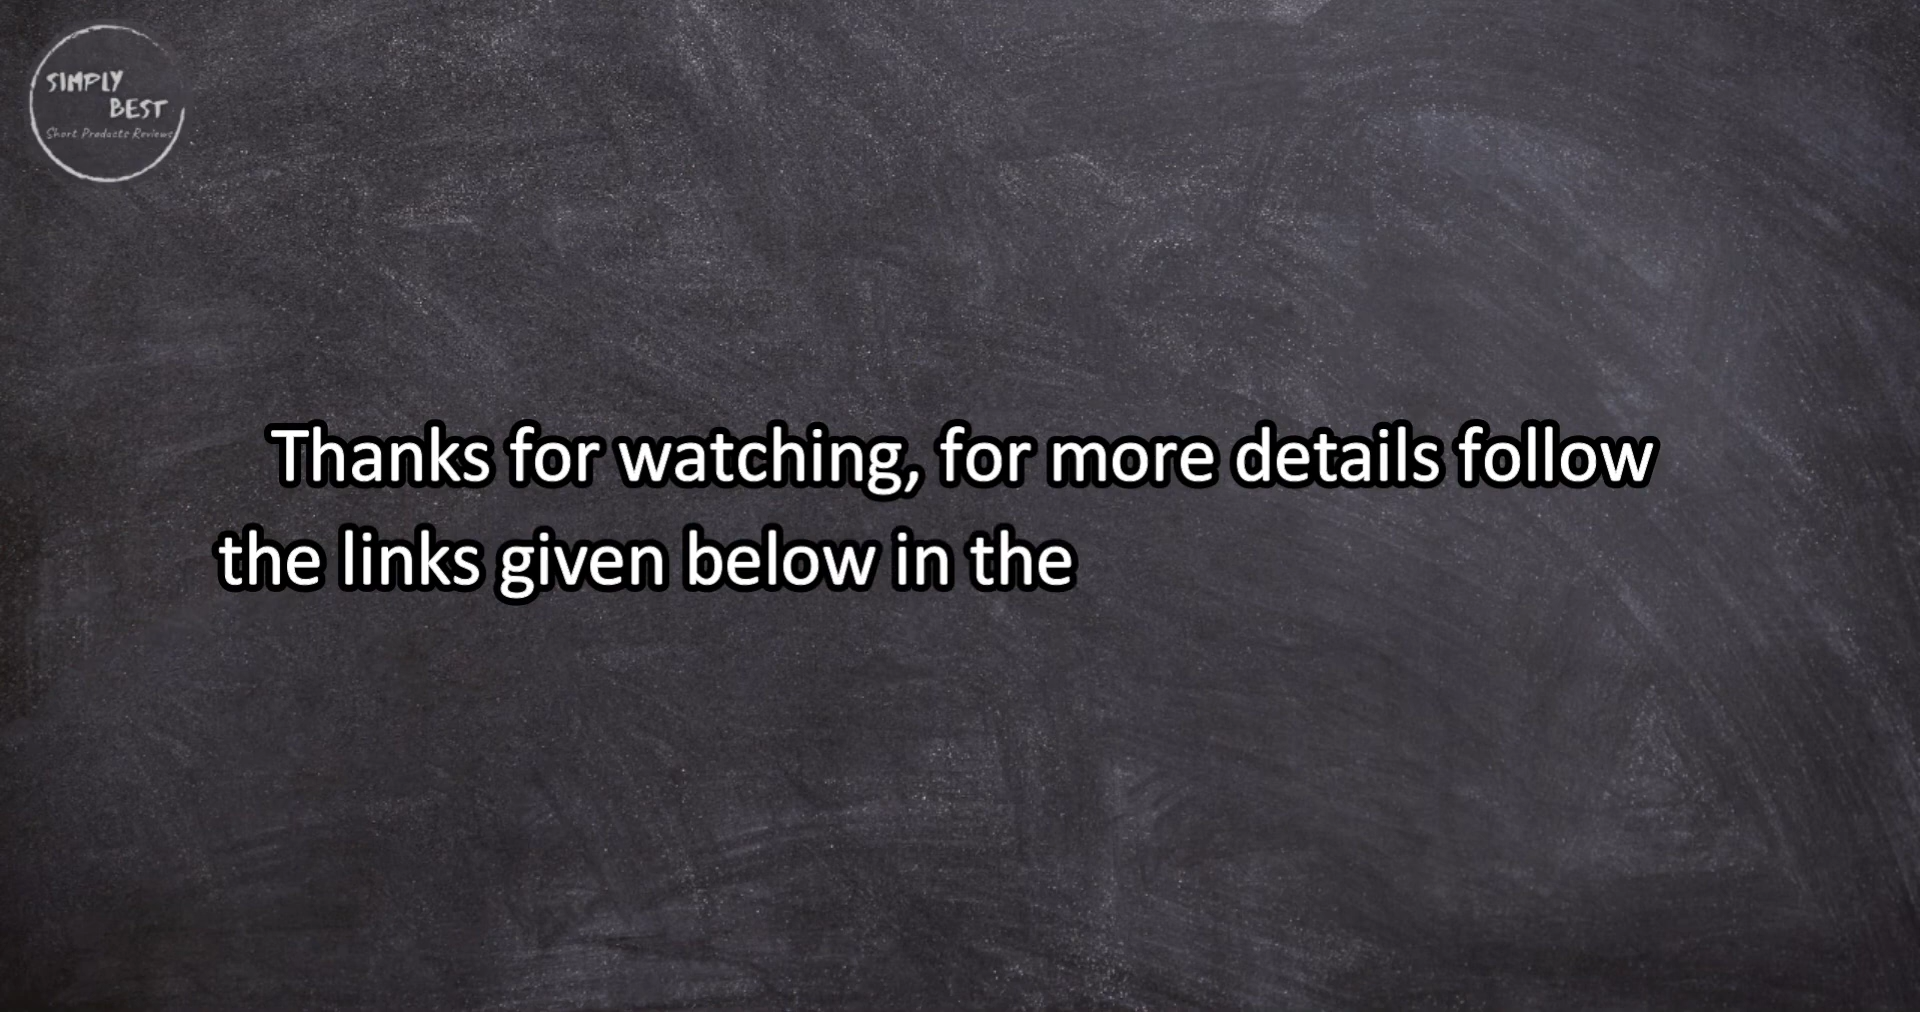 SIMPLY
BEST
Short Products Reviews
Thanks for watching, for more details follow
the links given below in the